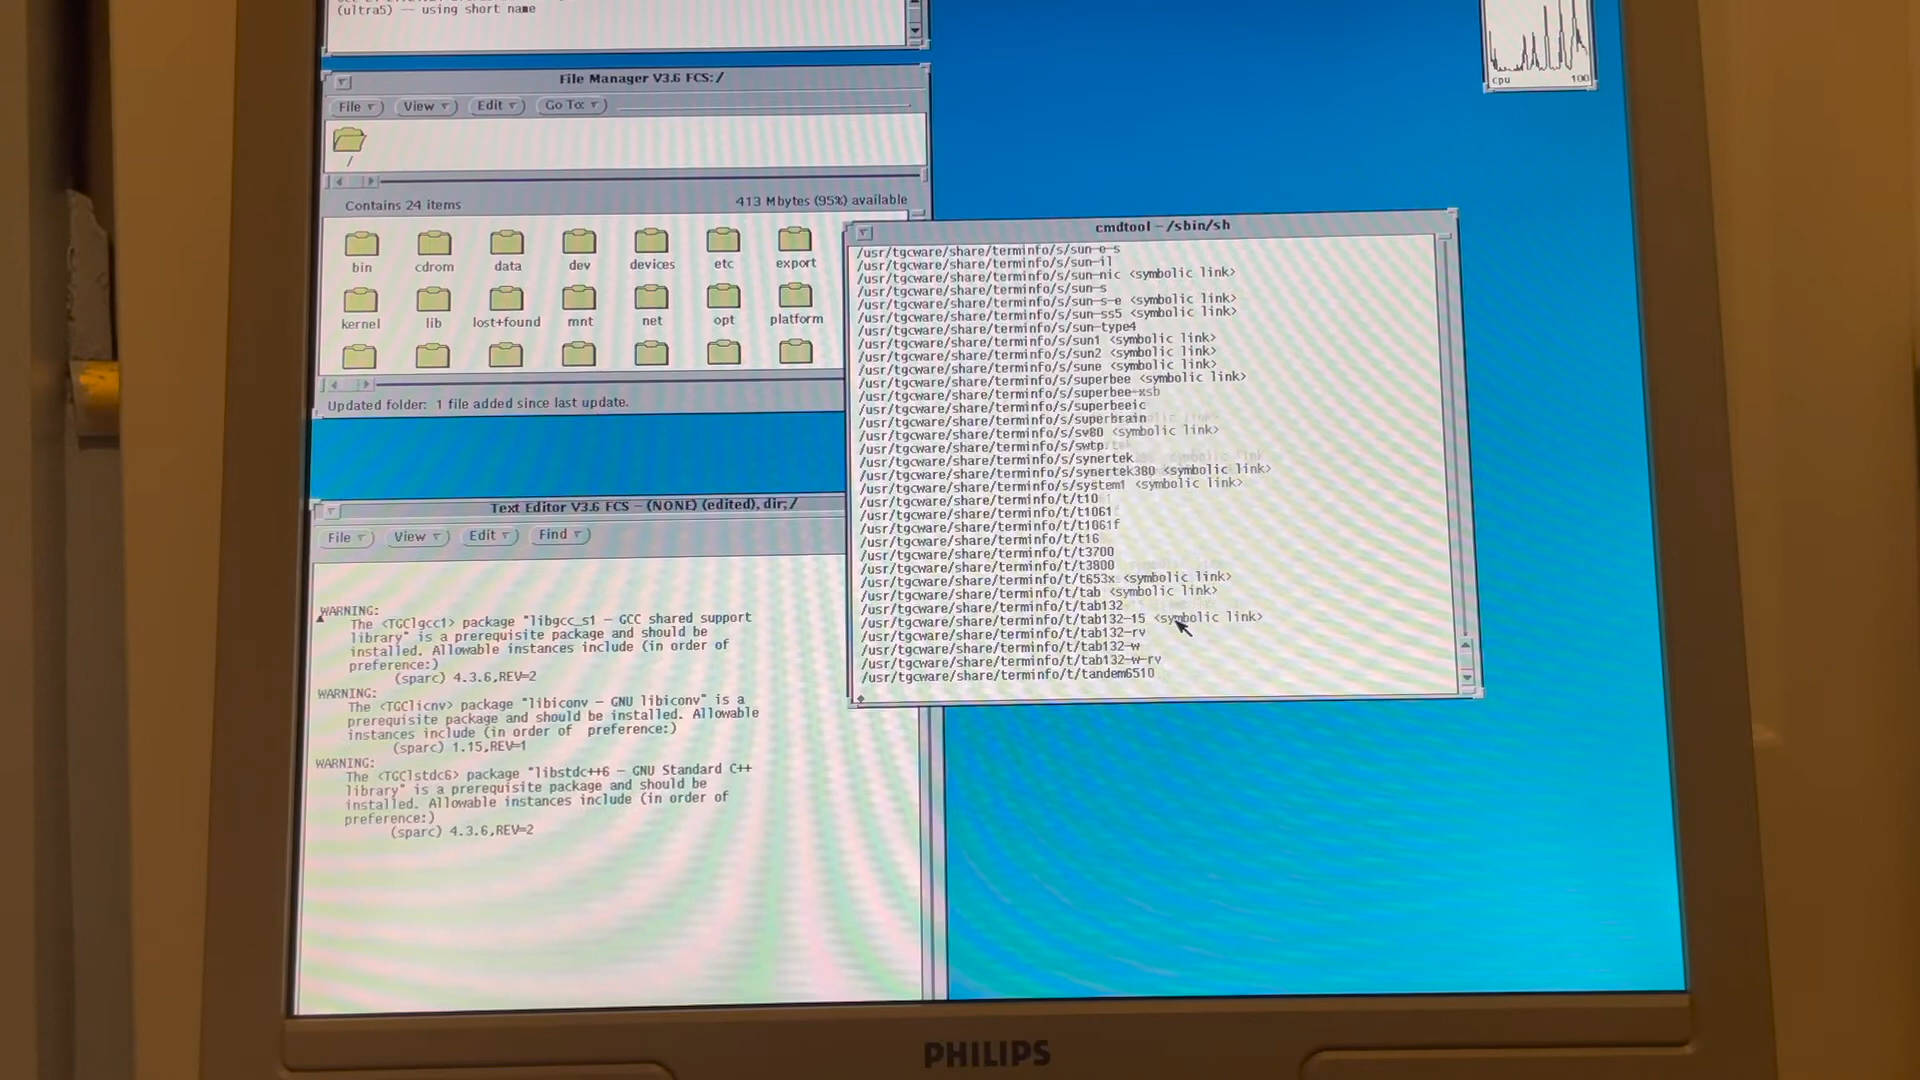 (ultra5) -- using short name
cpu 100
File Manager V3.6 FCS: /
File View Edit Go To:
/
Contains 24 items 413 Mbytes (95%) available
bin cdrom data dev devices etc export
kernel lib lost+found mnt net opt platform
Updated folder: 1 file added since last update.
Text Editor V3.6 FCS - (NONE) (edited), dir; /
File View Edit Find
WARNING:
The <TGClgcc1> package "libgcc_s1 - GCC shared support
library" is a prerequisite package and should be
installed. Allowable instances include (in order of
preference:)
(sparc) 4.3.6,REV=2
WARNING:
The <TGClicnv> package "libiconv - GNU libiconv" is a
prerequisite package and should be installed. Allowable
instances include (in order of preference:)
(sparc) 1.15,REV=1
WARNING:
The <TGClstdc6> package "libstdc++6 - GNU Standard C++
library" is a prerequisite package and should be
installed. Allowable instances include (in order of
preference:)
(sparc) 4.3.6,REV=2
cmdtool - /sbin/sh
/usr/tgcware/share/terminfo/s/sun-e-s
/usr/tgcware/share/terminfo/s/sun-il
/usr/tgcware/share/terminfo/s/sun-nic <symbolic link>
/usr/tgcware/share/terminfo/s/sun-s
/usr/tgcware/share/terminfo/s/sun-s-e <symbolic link>
/usr/tgcware/share/terminfo/s/sun-ss5 <symbolic link>
/usr/tgcware/share/terminfo/s/sun-type4
/usr/tgcware/share/terminfo/s/sun1 <symbolic link>
/usr/tgcware/share/terminfo/s/sun2 <symbolic link>
/usr/tgcware/share/terminfo/s/sune <symbolic link>
/usr/tgcware/share/terminfo/s/superbee <symbolic link>
/usr/tgcware/share/terminfo/s/superbee-xsb
/usr/tgcware/share/terminfo/s/superbeeic
/usr/tgcware/share/terminfo/s/superbrain
/usr/tgcware/share/terminfo/s/sv80 <symbolic link>
/usr/tgcware/share/terminfo/s/swtp
/usr/tgcware/share/terminfo/s/synertek
/usr/tgcware/share/terminfo/s/synertek380 <symbolic link>
/usr/tgcware/share/terminfo/s/system1 <symbolic link>
/usr/tgcware/share/terminfo/t/t10
/usr/tgcware/share/terminfo/t/t1061
/usr/tgcware/share/terminfo/t/t1061f
/usr/tgcware/share/terminfo/t/t16
/usr/tgcware/share/terminfo/t/t3700
/usr/tgcware/share/terminfo/t/t3800
/usr/tgcware/share/terminfo/t/t653x <symbolic link>
/usr/tgcware/share/terminfo/t/tab <symbolic link>
/usr/tgcware/share/terminfo/t/tab132
/usr/tgcware/share/terminfo/t/tab132-15 <symbolic link>
/usr/tgcware/share/terminfo/t/tab132-rv
/usr/tgcware/share/terminfo/t/tab132-w
/usr/tgcware/share/terminfo/t/tab132-w-rv
/usr/tgcware/share/terminfo/t/tandem6510
PHILIPS